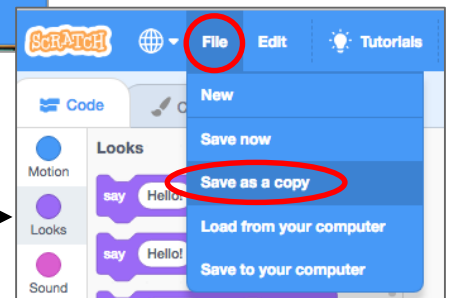 SCRATCH File Edit Tutorials
Code C
New
Save now
Save as a copy
Load from your computer
Save to your computer
Looks
Motion
say Hello!
Looks
say Hello!
Sound